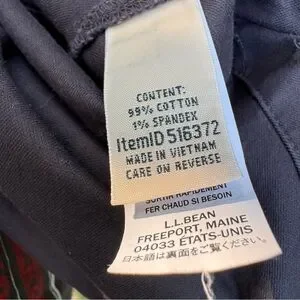 CONTENT:
99% COTTON
1% SPANDEX
ItemID 516372
MADE IN VIETNAM
CARE ON REVERSE
SORTIR RAPIDEMENT
FER CHAUD SI BESOIN
L.L.BEAN
FREEPORT, MAINE
04033 ÉTATS-UNIS
日本語は裏面をご覧ください